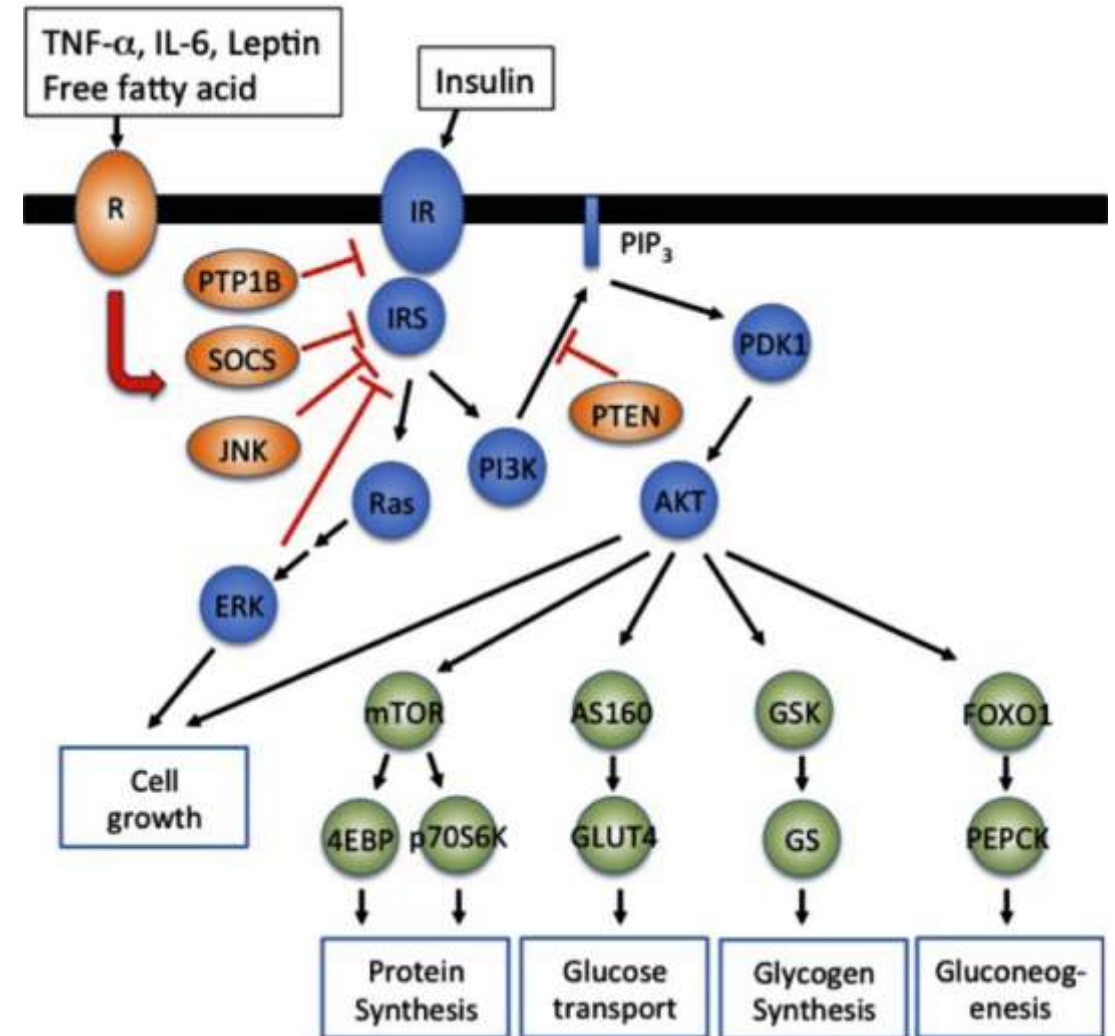 TNF-α, IL-6, Leptin
Free fatty acid
Insulin
R
IR
PIP₃
PTP1B
IRS
SOCS
PDK1
JNK
PTEN
PI3K
Ras
AKT
ERK
mTOR
AS160
GSK
FOXO1
Cell
growth
4EBP
p70S6K
GLUT4
GS
PEPCK
Protein
Synthesis
Glucose
transport
Glycogen
Synthesis
Gluconeog-
enesis